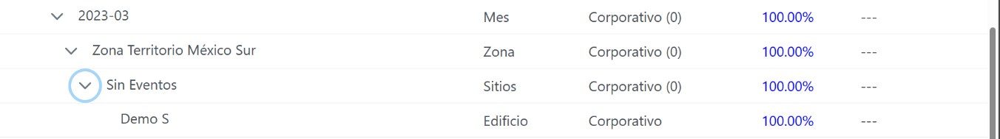 2023-03 Mes Corporativo (0) 100.00% ---
Zona Territorio México Sur Zona Corporativo (0) 100.00% ---
Sin Eventos Sitios Corporativo (0) 100.00% ---
Demo S Edificio Corporativo 100.00% ---